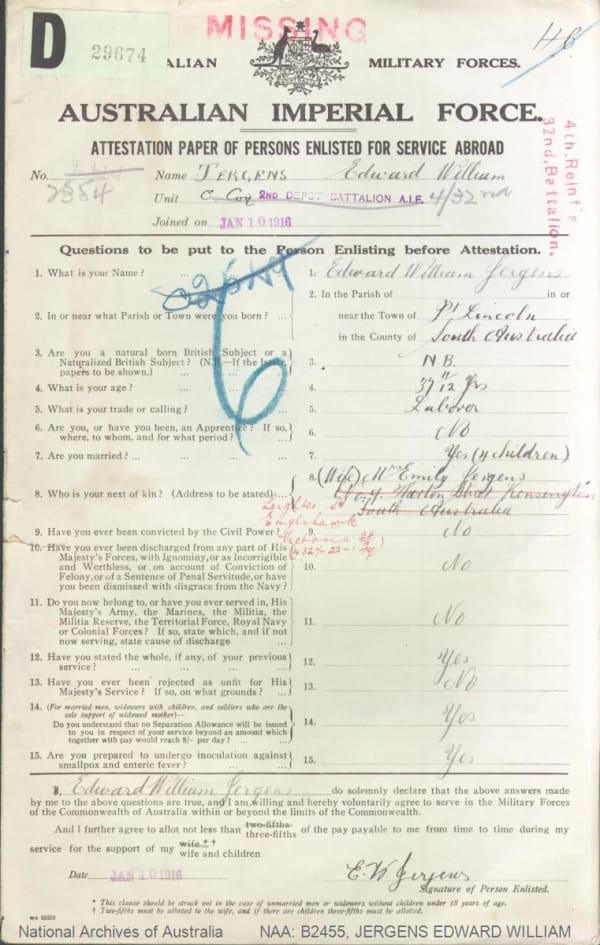 MISSING
D
29674
ALIAN MILITARY FORCES.
AUSTRALIAN IMPERIAL FORCE.
ATTESTATION PAPER OF PERSONS ENLISTED FOR SERVICE ABROAD
4th. Reinf's
32nd. Battalion.
No. 2354 Name JERGENS Edward William
Unit C Coy 2ND DEPOT BATTALION A.I.F. 4/32nd
Joined on JAN 10 1916
Questions to be put to the Person Enlisting before Attestation.
1. What is your Name? ... ... 1. Edward William Jergens
6
2. In or near what Parish or Town were you born? ...
2. In the Parish of in or
near the Town of Pt Lincoln
in the County of South Australia
3. Are you a natural born British Subject or a
Naturalized British Subject? (N.B.—If the
papers to be shown.) ... 3. N.B.
4. What is your age? ... 4. 37 11/12 Yrs
5. What is your trade or calling? ... 5. Laborer
6. Are you, or have you been, an Apprentice? If so,
where, to whom, and for what period? ... 6. No
7. Are you married? ... 7. Yes (4 children)
8. Who is your next of kin? (Address to be stated) ...
8. (Wife) Mrs Emily Jergens
Kensington
South Australia
Eaglehawk
Victoria
9. Have you ever been convicted by the Civil Power? 9. No
10. Have you ever been discharged from any part of His
Majesty's Forces, with Ignominy, or as Incorrigible
and Worthless, or on account of Conviction of
Felony, or of a Sentence of Penal Servitude, or have
you been dismissed with disgrace from the Navy? 10. No
11. Do you now belong to, or have you ever served in, His
Majesty's Army, the Marines, the Militia, the
Militia Reserve, the Territorial Force, Royal Navy
or Colonial Forces? If so, state which, and if not
now serving, state cause of discharge ... 11. No
12. Have you stated the whole, if any, of your previous
service? ... 12. Yes
13. Have you ever been rejected as unfit for His
Majesty's Service? If so, on what grounds? ... 13. No
14. (For married men, widowers with children, and soldiers who are the
sole support of widowed mother)—
Do you understand that no Separation Allowance will be issued
to you in respect of your service beyond an amount which
together with pay would reach 8/- per day? ... 14. Yes
15. Are you prepared to undergo inoculation against
smallpox and enteric fever? ... 15. Yes
I, Edward William Jergens do solemnly declare that the above answers made
by me to the above questions are true, and I am willing and hereby voluntarily agree to serve in the Military Forces
of the Commonwealth of Australia within or beyond the limits of the Commonwealth.
And I further agree to allot not less than two-fifths three-fifths of the pay payable to me from time to time during my
service for the support of my wife*† wife and children.
Date JAN 10 1916 E. W. Jergens
Signature of Person Enlisted.
* This clause should be struck out in the case of unmarried men or widowers without children under 18 years of age.
† Two-fifths must be allotted to the wife, and if there are children three-fifths must be allotted.
National Archives of Australia NAA: B2455, JERGENS EDWARD WILLIAM